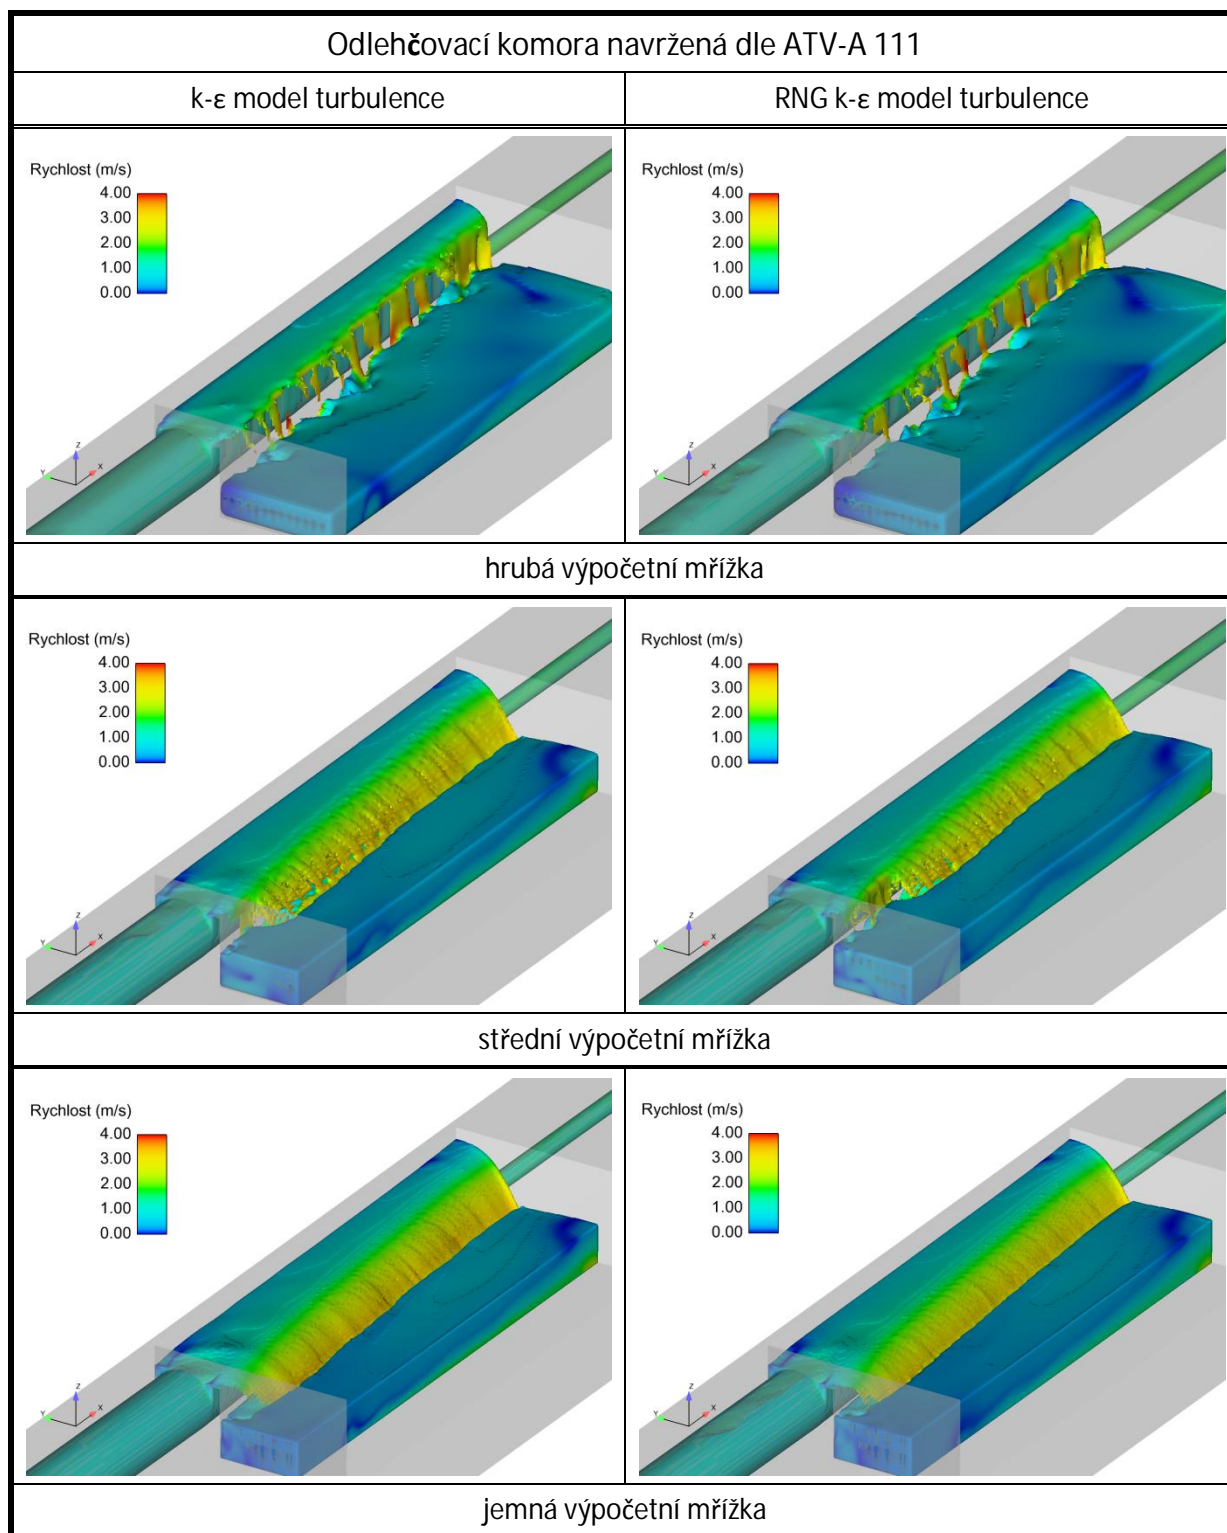 Odlehčovací komora navržená dle ATV-A 111
k-ε model turbulence
RNG k-ε model turbulence
Rychlost (m/s)
4.00
3.00
2.00
1.00
0.00
z
Y
X
Rychlost (m/s)
4.00
3.00
2.00
1.00
0.00
z
Y
X
hrubá výpočetní mřížka
Rychlost (m/s)
4.00
3.00
2.00
1.00
0.00
z
Y
X
Rychlost (m/s)
4.00
3.00
2.00
1.00
0.00
z
Y
X
střední výpočetní mřížka
Rychlost (m/s)
4.00
3.00
2.00
1.00
0.00
z
Y
X
Rychlost (m/s)
4.00
3.00
2.00
1.00
0.00
z
Y
X
jemná výpočetní mřížka